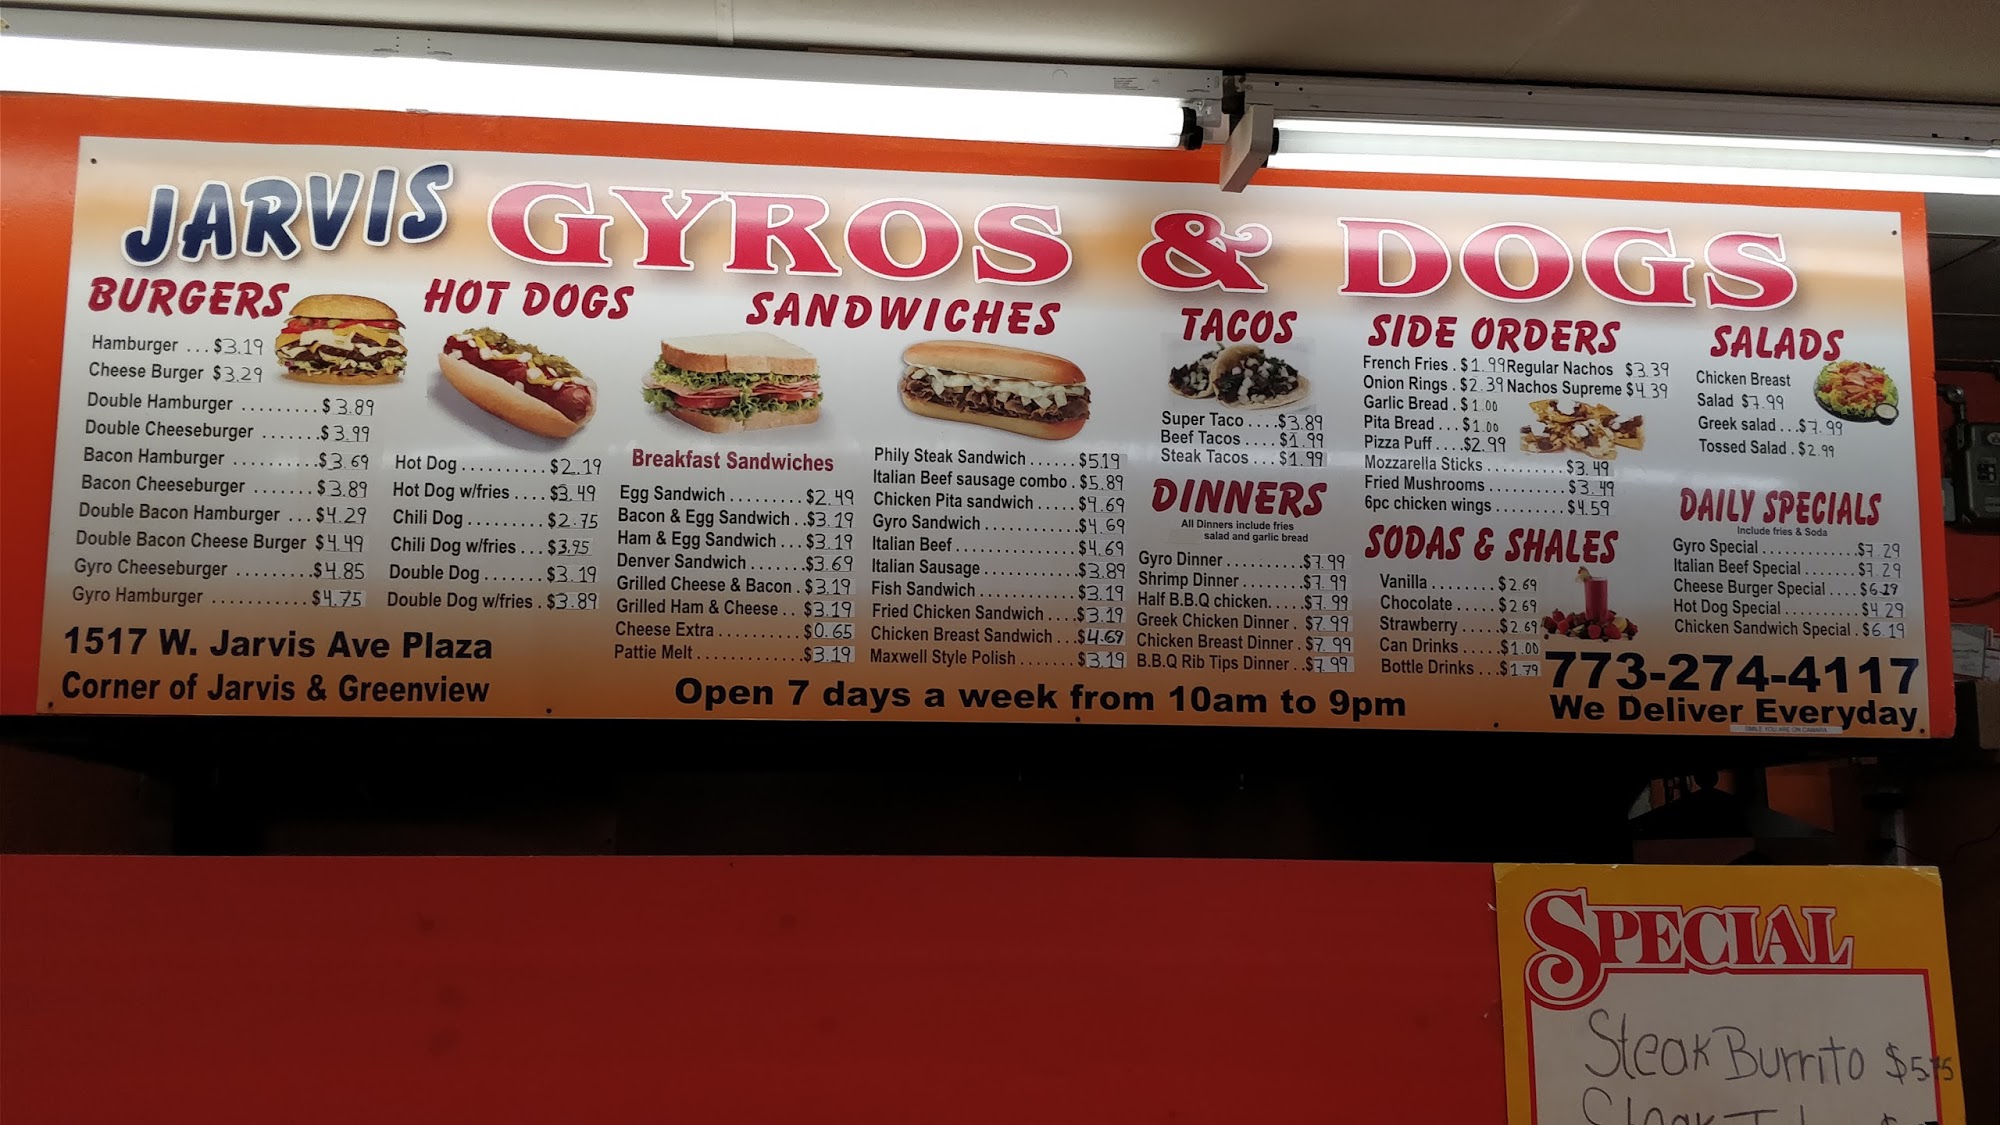 JARVIS GYROS & DOGS
BURGERS
Hamburger ... $3.19
Cheese Burger $3.29
Double Hamburger ......... $3.89
Double Cheeseburger .......$3.99
Bacon Hamburger ..........$3.69
Bacon Cheeseburger ....... $3.89
Double Bacon Hamburger ... $4.29
Double Bacon Cheese Burger $4.49
Gyro Cheeseburger .........$4.85
Gyro Hamburger ........... $4.75
1517 W. Jarvis Ave Plaza
Corner of Jarvis & Greenview
HOT DOGS
Hot Dog .......... $2.19
Hot Dog w/fries .... $3.49
Chili Dog ......... $2.75
Chili Dog w/fries ... $3.95
Double Dog ....... $3.19
Double Dog w/fries . $3.89
SANDWICHES
Breakfast Sandwiches
Egg Sandwich ......... $2.49
Bacon & Egg Sandwich ..$3.19
Ham & Egg Sandwich ... $3.19
Denver Sandwich .......$3.69
Grilled Cheese & Bacon . $3.19
Grilled Ham & Cheese .. $3.19
Cheese Extra .......... $0.65
Pattie Melt .............$3.19
Phily Steak Sandwich ...... $5.19
Italian Beef sausage combo . $5.89
Chicken Pita sandwich ..... $4.69
Gyro Sandwich ............$4.69
Italian Beef ............... $4.69
Italian Sausage ............$3.89
Fish Sandwich ............. $3.19
Fried Chicken Sandwich ....$3.19
Chicken Breast Sandwich ...$4.69
Maxwell Style Polish ....... $3.19
Open 7 days a week from 10am to 9pm
TACOS
Super Taco ....$3.89
Beef Tacos .... $1.99
Steak Tacos ... $1.99
DINNERS
All Dinners include fries
salad and garlic bread
Gyro Dinner ..........$7.99
Shrimp Dinner ........$7.99
Half B.B.Q chicken.....$7.99
Greek Chicken Dinner . $7.99
Chicken Breast Dinner . $7.99
B.B.Q Rib Tips Dinner ..$7.99
SIDE ORDERS
French Fries . $1.99 Regular Nachos $3.39
Onion Rings . $2.39 Nachos Supreme $4.39
Garlic Bread . $1.00
Pita Bread ... $1.00
Pizza Puff ....$2.99
Mozzarella Sticks .......... $3.49
Fried Mushrooms .......... $3.49
6pc chicken wings ......... $4.59
SODAS & SHALES
Vanilla ........ $2.69
Chocolate ..... $2.69
Strawberry .....$2.69
Can Drinks .....$1.00
Bottle Drinks ...$1.79
SALADS
Chicken Breast
Salad $7.99
Greek salad ...$7.99
Tossed Salad . $2.99
DAILY SPECIALS
Include fries & Soda
Gyro Special ............$7.29
Italian Beef Special .......$7.29
Cheese Burger Special ....$6.29
Hot Dog Special ..........$4.29
Chicken Sandwich Special . $6.19
773-274-4117
We Deliver Everyday
SMILE YOU ARE ON CAMARA
SPECIAL
Steak Burrito $5.75